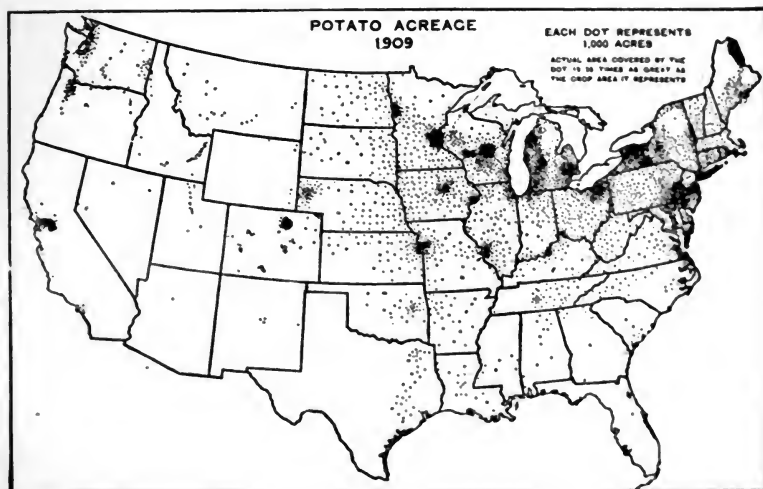 POTATO ACREAGE
1909
EACH DOT REPRESENTS
1,000 ACRES
ACTUAL AREA COVERED BY THE
DOT IS 36 TIMES AS GREAT AS
THE CROP AREA IT REPRESENTS